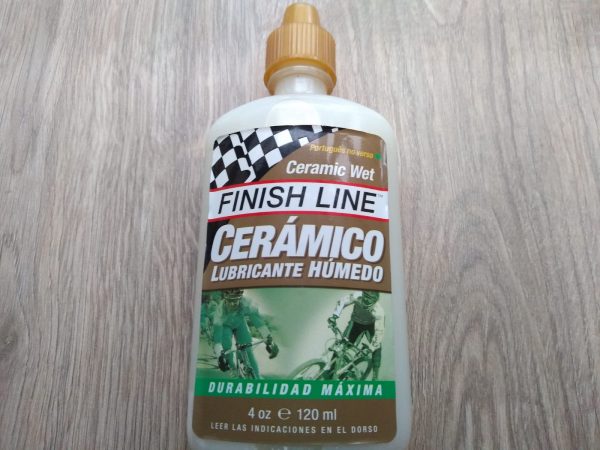 Português no verso
Ceramic Wet
FINISH LINE™
CERÁMICO
LUBRICANTE HÚMEDO
DURABILIDAD MÁXIMA
4 oz ℮ 120 ml
LEER LAS INDICACIONES EN EL DORSO